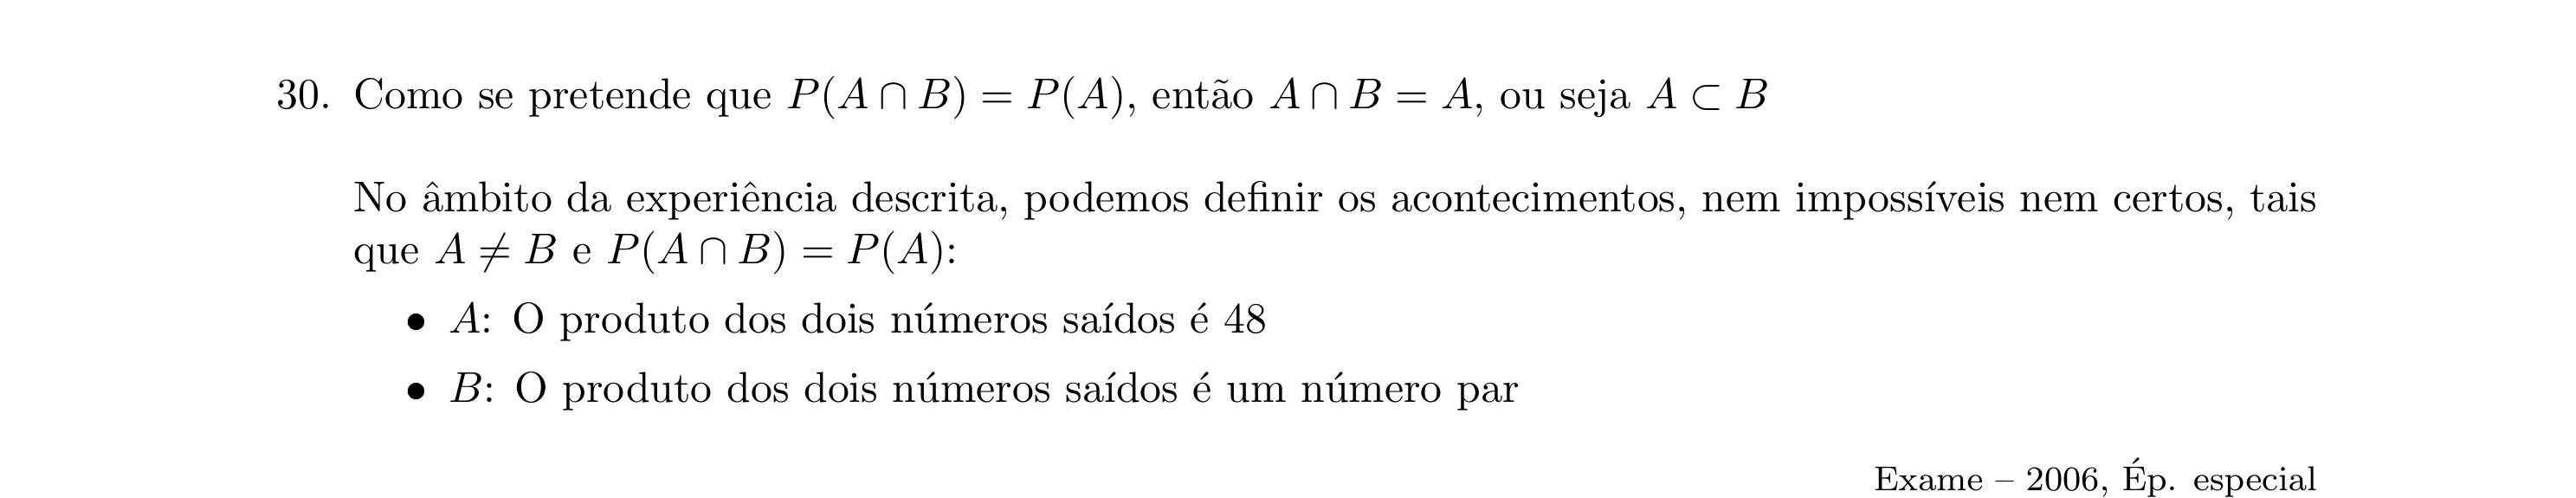 30. Como se pretende que P(A ∩ B) = P(A), então A ∩ B = A, ou seja A ⊂ B
No âmbito da experiência descrita, podemos definir os acontecimentos, nem impossíveis nem certos, tais
que A ≠ B e P(A ∩ B) = P(A):
• A: O produto dos dois números saídos é 48
• B: O produto dos dois números saídos é um número par
Exame – 2006, Ép. especial